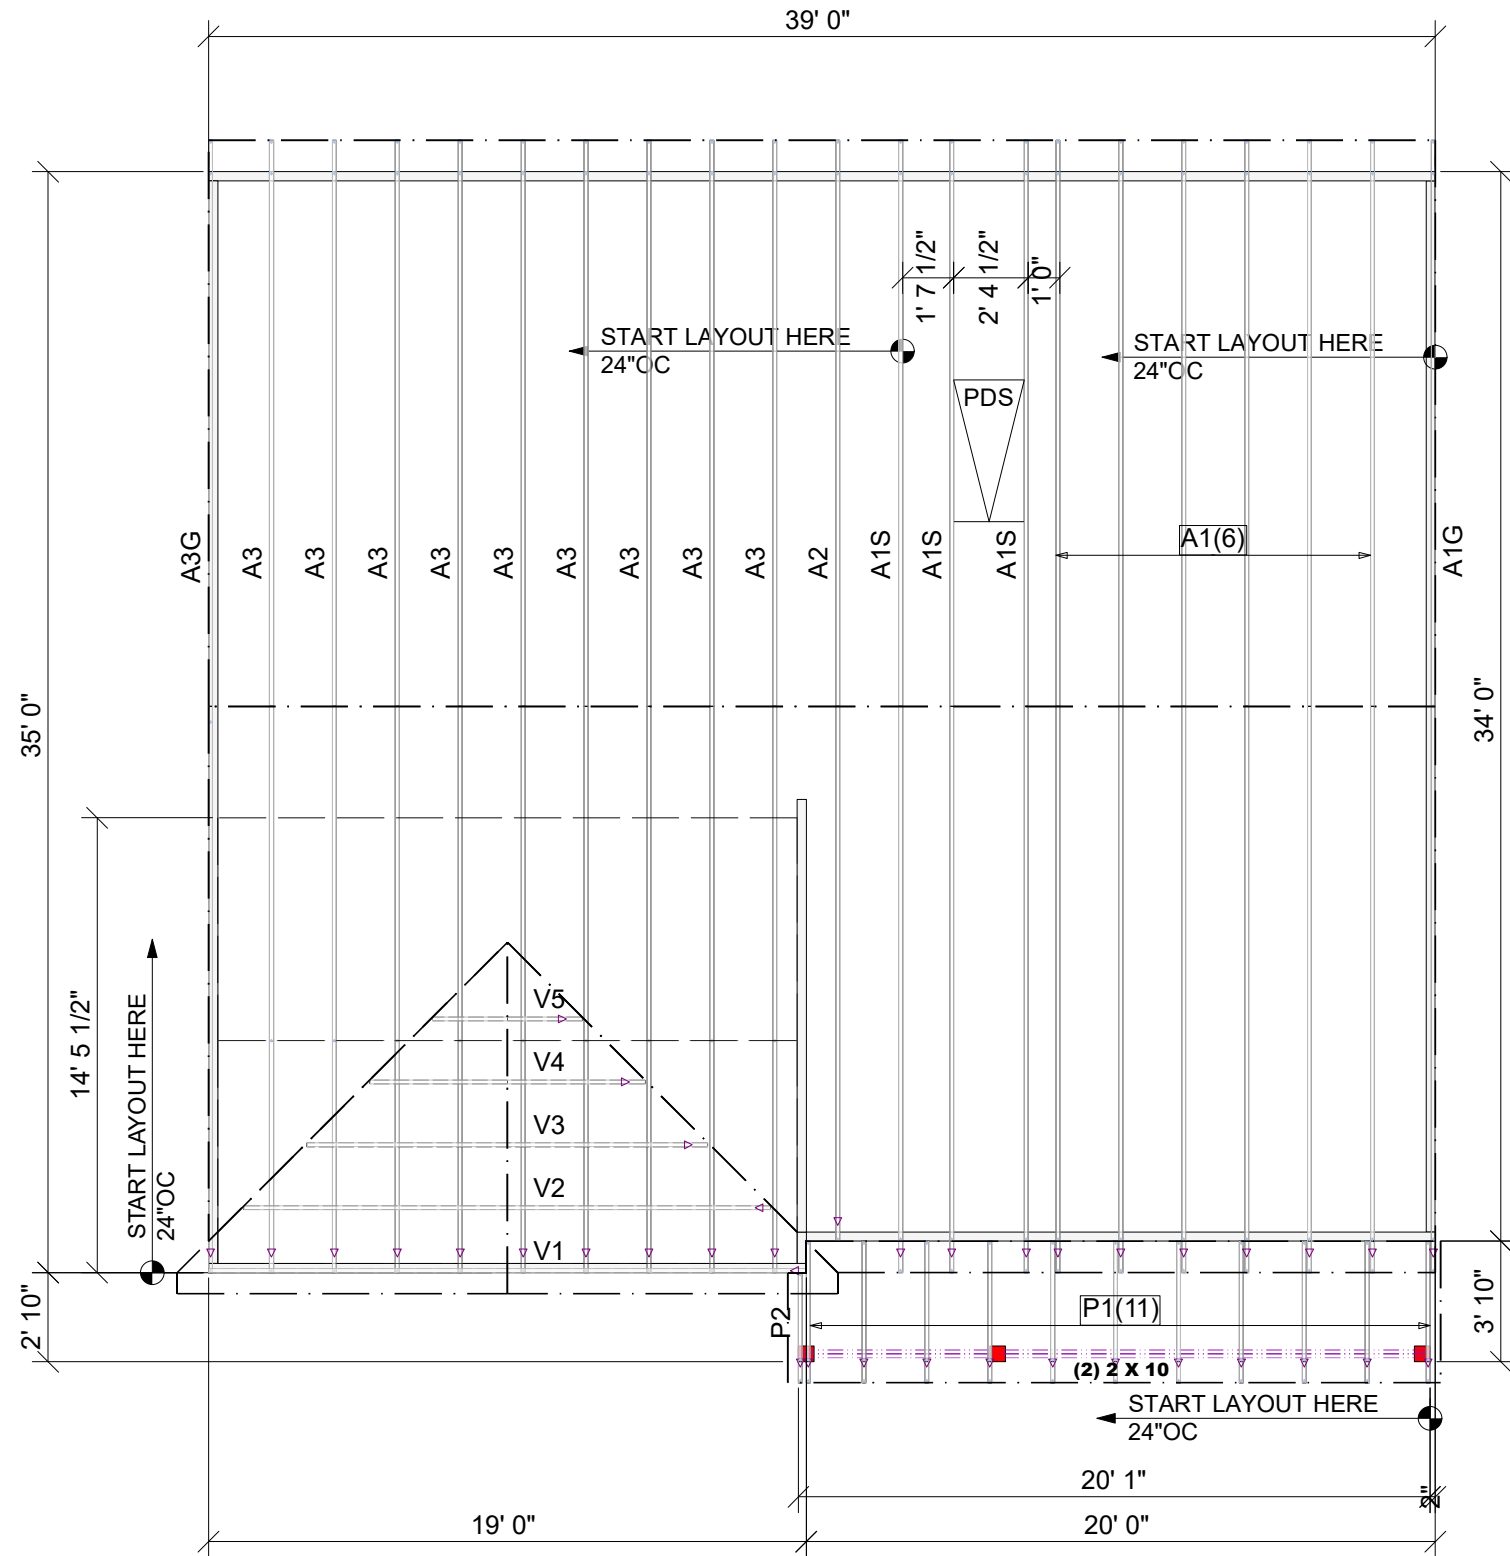 39' 0"
1' 7 1/2"
2' 4 1/2"
1' 0"
START LAYOUT HERE
24"OC
START LAYOUT HERE
24"OC
PDS
A3G
A3
A3
A3
A3
A3
A3
A3
A3
A3
A2
A1S
A1S
A1S
A1(6)
A1G
35' 0"
34' 0"
14' 5 1/2"
START LAYOUT HERE
24"OC
V5
V4
V3
V2
V1
2' 10"
P2
P1(11)
3' 10"
(2) 2 X 10
START LAYOUT HERE
24"OC
20' 1"
2"
19' 0"
20' 0"